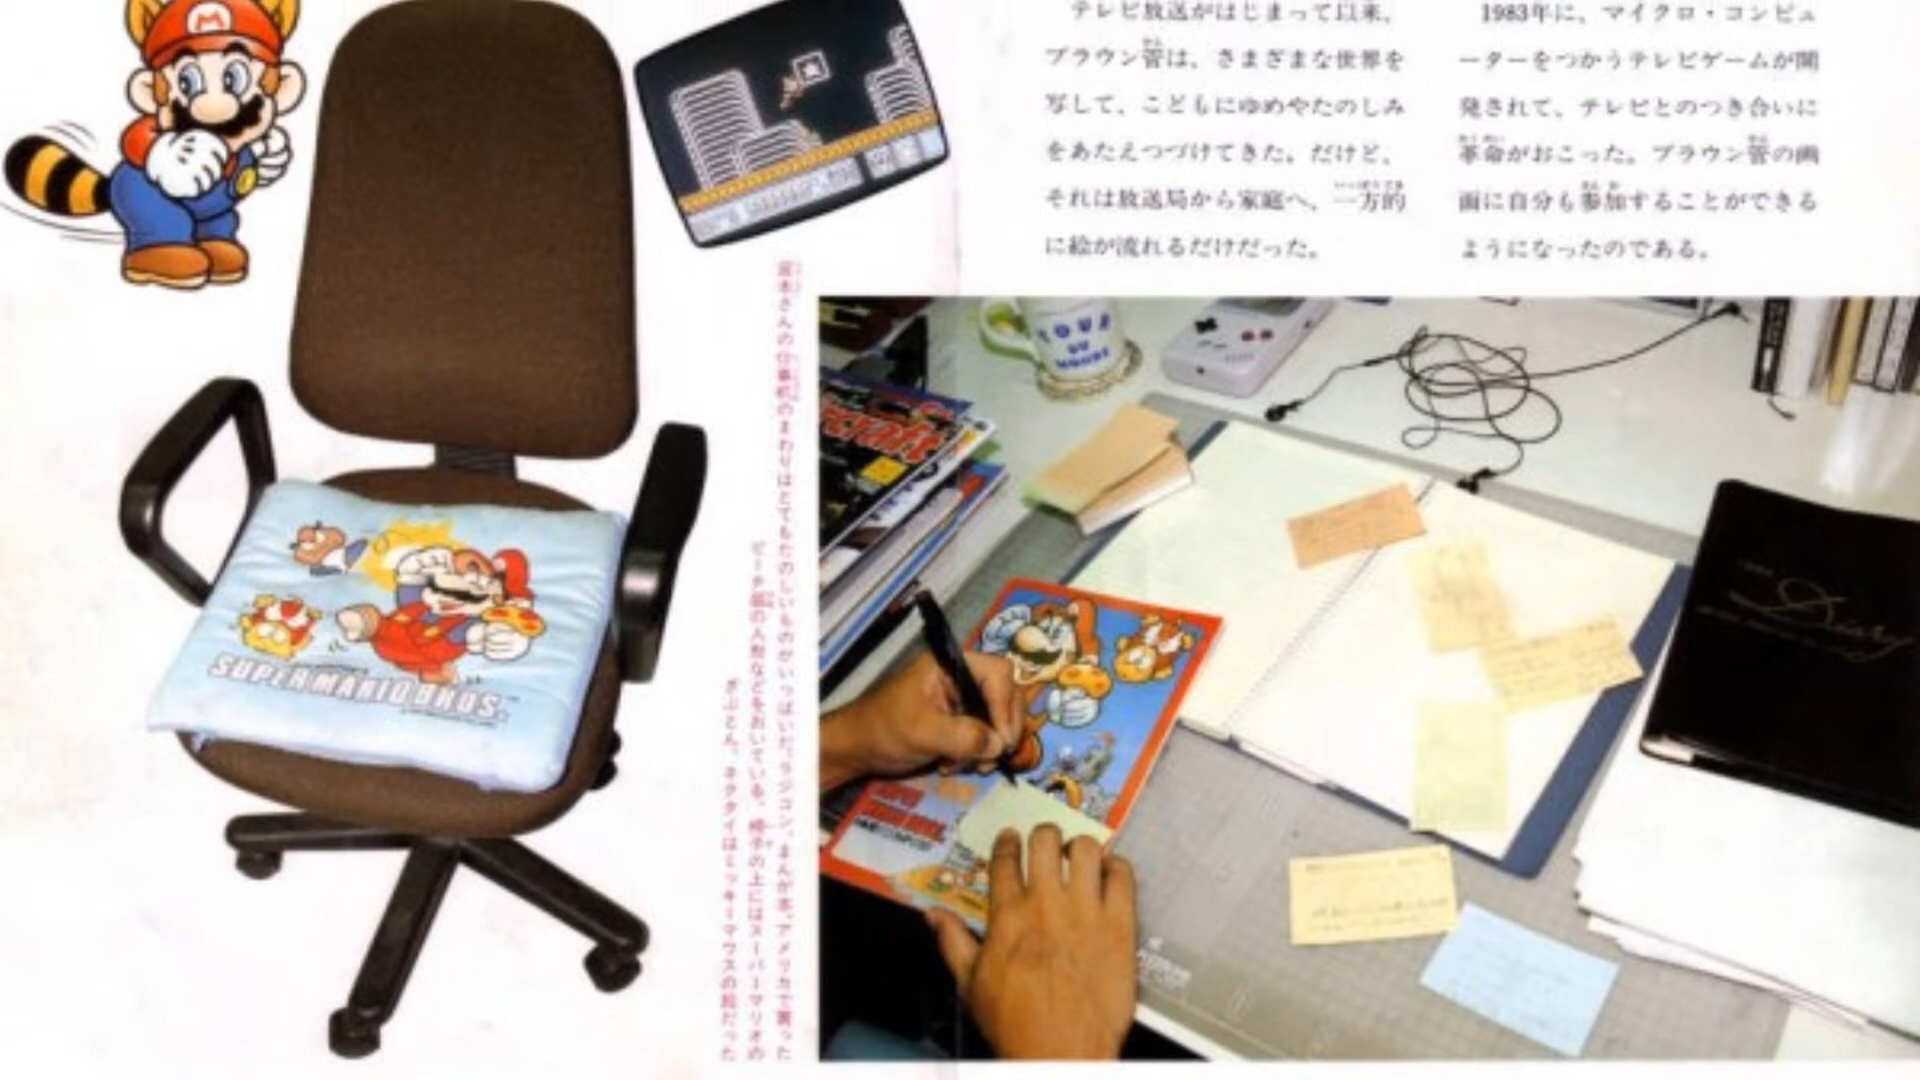 テレビ放送がはじまって以来、
ブラウン管は、さまざまな世界を
写して、こどもにゆめやたのしみ
をあたえつづけてきた。だけど、
それは放送局から家庭へ、一方的
に絵が流れるだけだった。
1983年に、マイクロ・コンピュ
ーターをつかうテレビゲームが開
発されて、テレビとのつき合いに
革命がおこった。ブラウン管の画
面に自分も参加することができる
ようになったのである。
宮本さんの仕事机のまわりはとてもたのしいものがいっぱいだ。ラジコン、まんが本、アメリカで買った
ピーチ姫の人形などをおいている。椅子の上にはスーパーマリオの
ざぶとん。ネクタイはミッキーマウスの絵だった
M
SUPER MARIO BROS.
craft
Diary